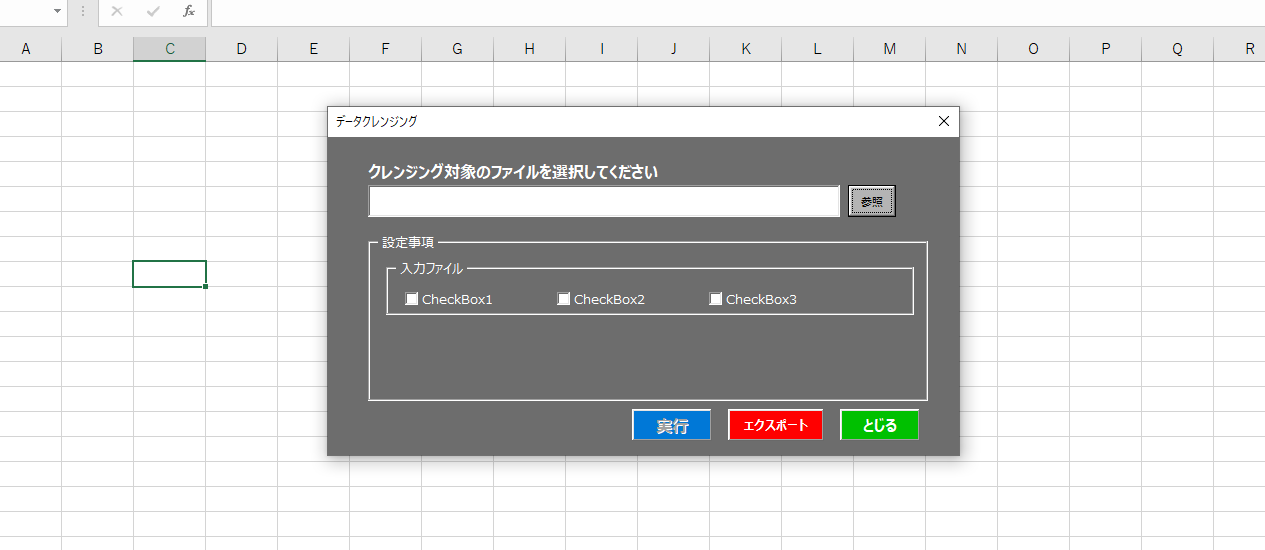 fx
A B C D E F G H I J K L M N O P Q R
データクレンジング
クレンジング対象のファイルを選択してください
参照
設定事項
入力ファイル
CheckBox1 CheckBox2 CheckBox3
実行 エクスポート とじる